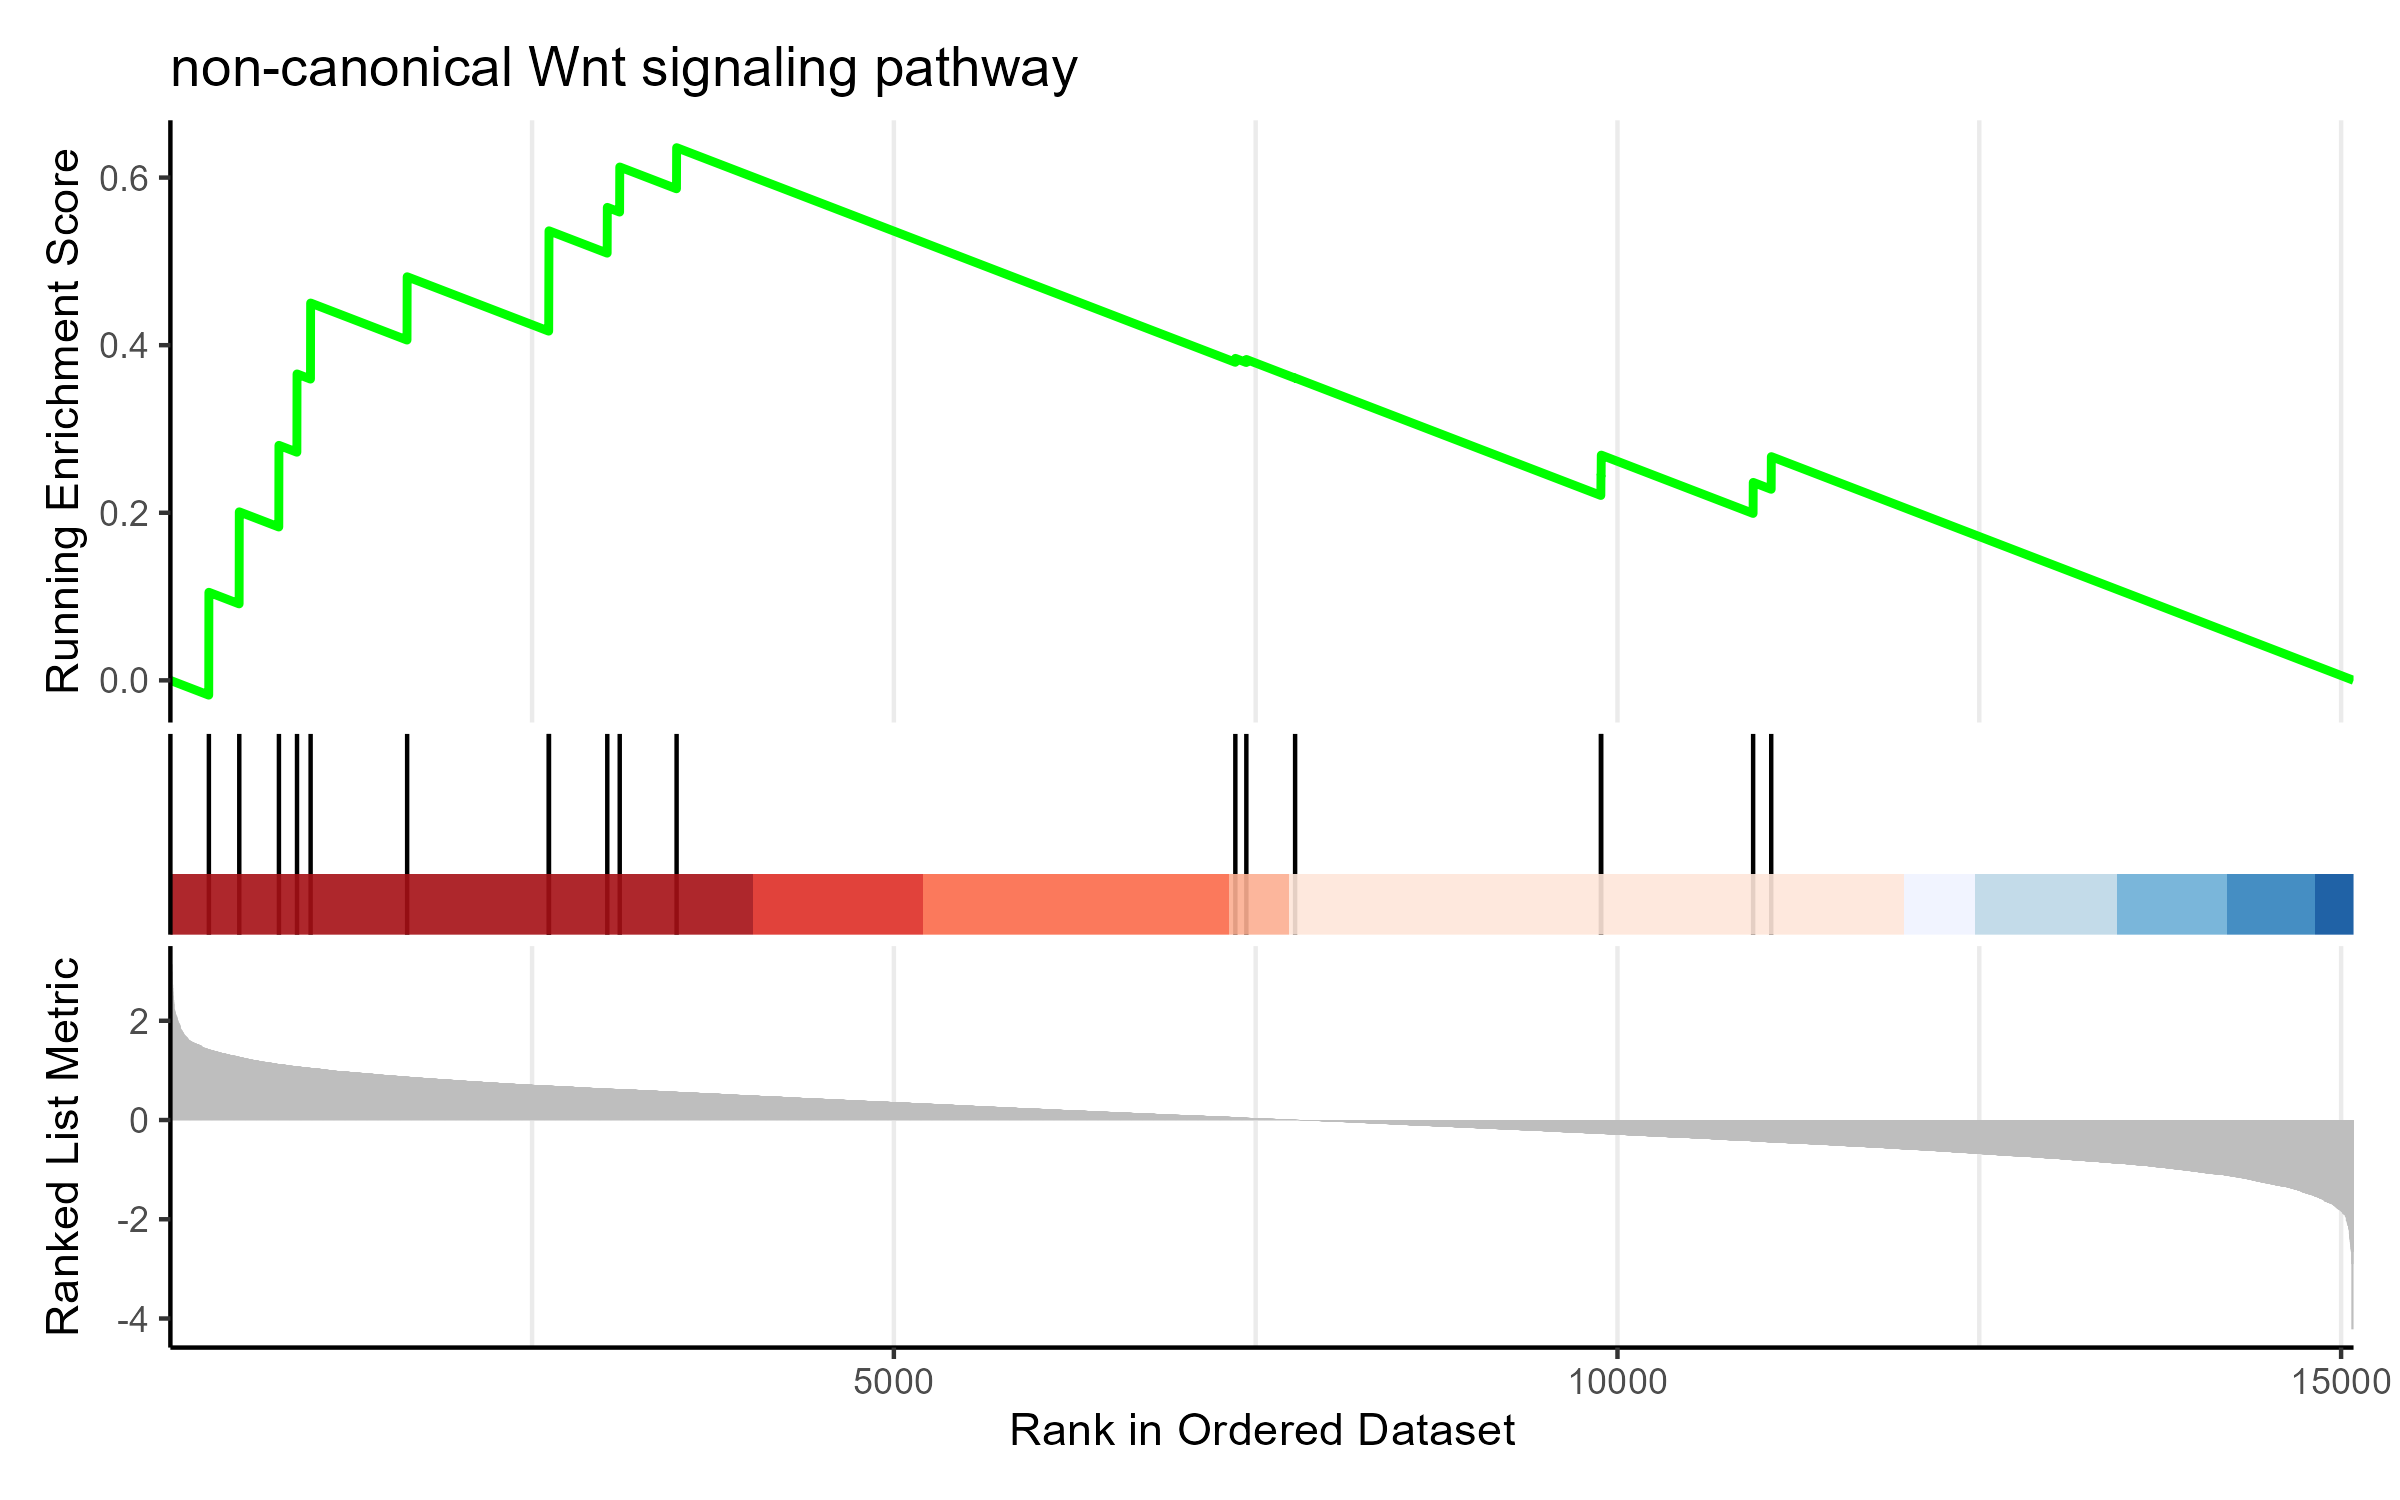 non-canonical Wnt signaling pathway
Running Enrichment Score
0.6
0.4
0.2
0.0
Ranked List Metric
2
0
-2
-4
5000
10000
15000
Rank in Ordered Dataset